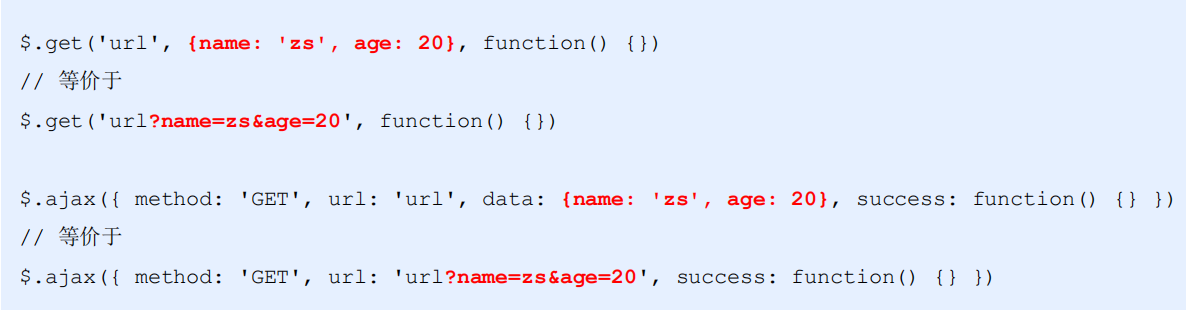 $.get('url', {name: 'zs', age: 20}, function() {})
// 等价于
$.get('url?name=zs&age=20', function() {})
$.ajax({ method: 'GET', url: 'url', data: {name: 'zs', age: 20}, success: function() {} })
// 等价于
$.ajax({ method: 'GET', url: 'url?name=zs&age=20', success: function() {} })